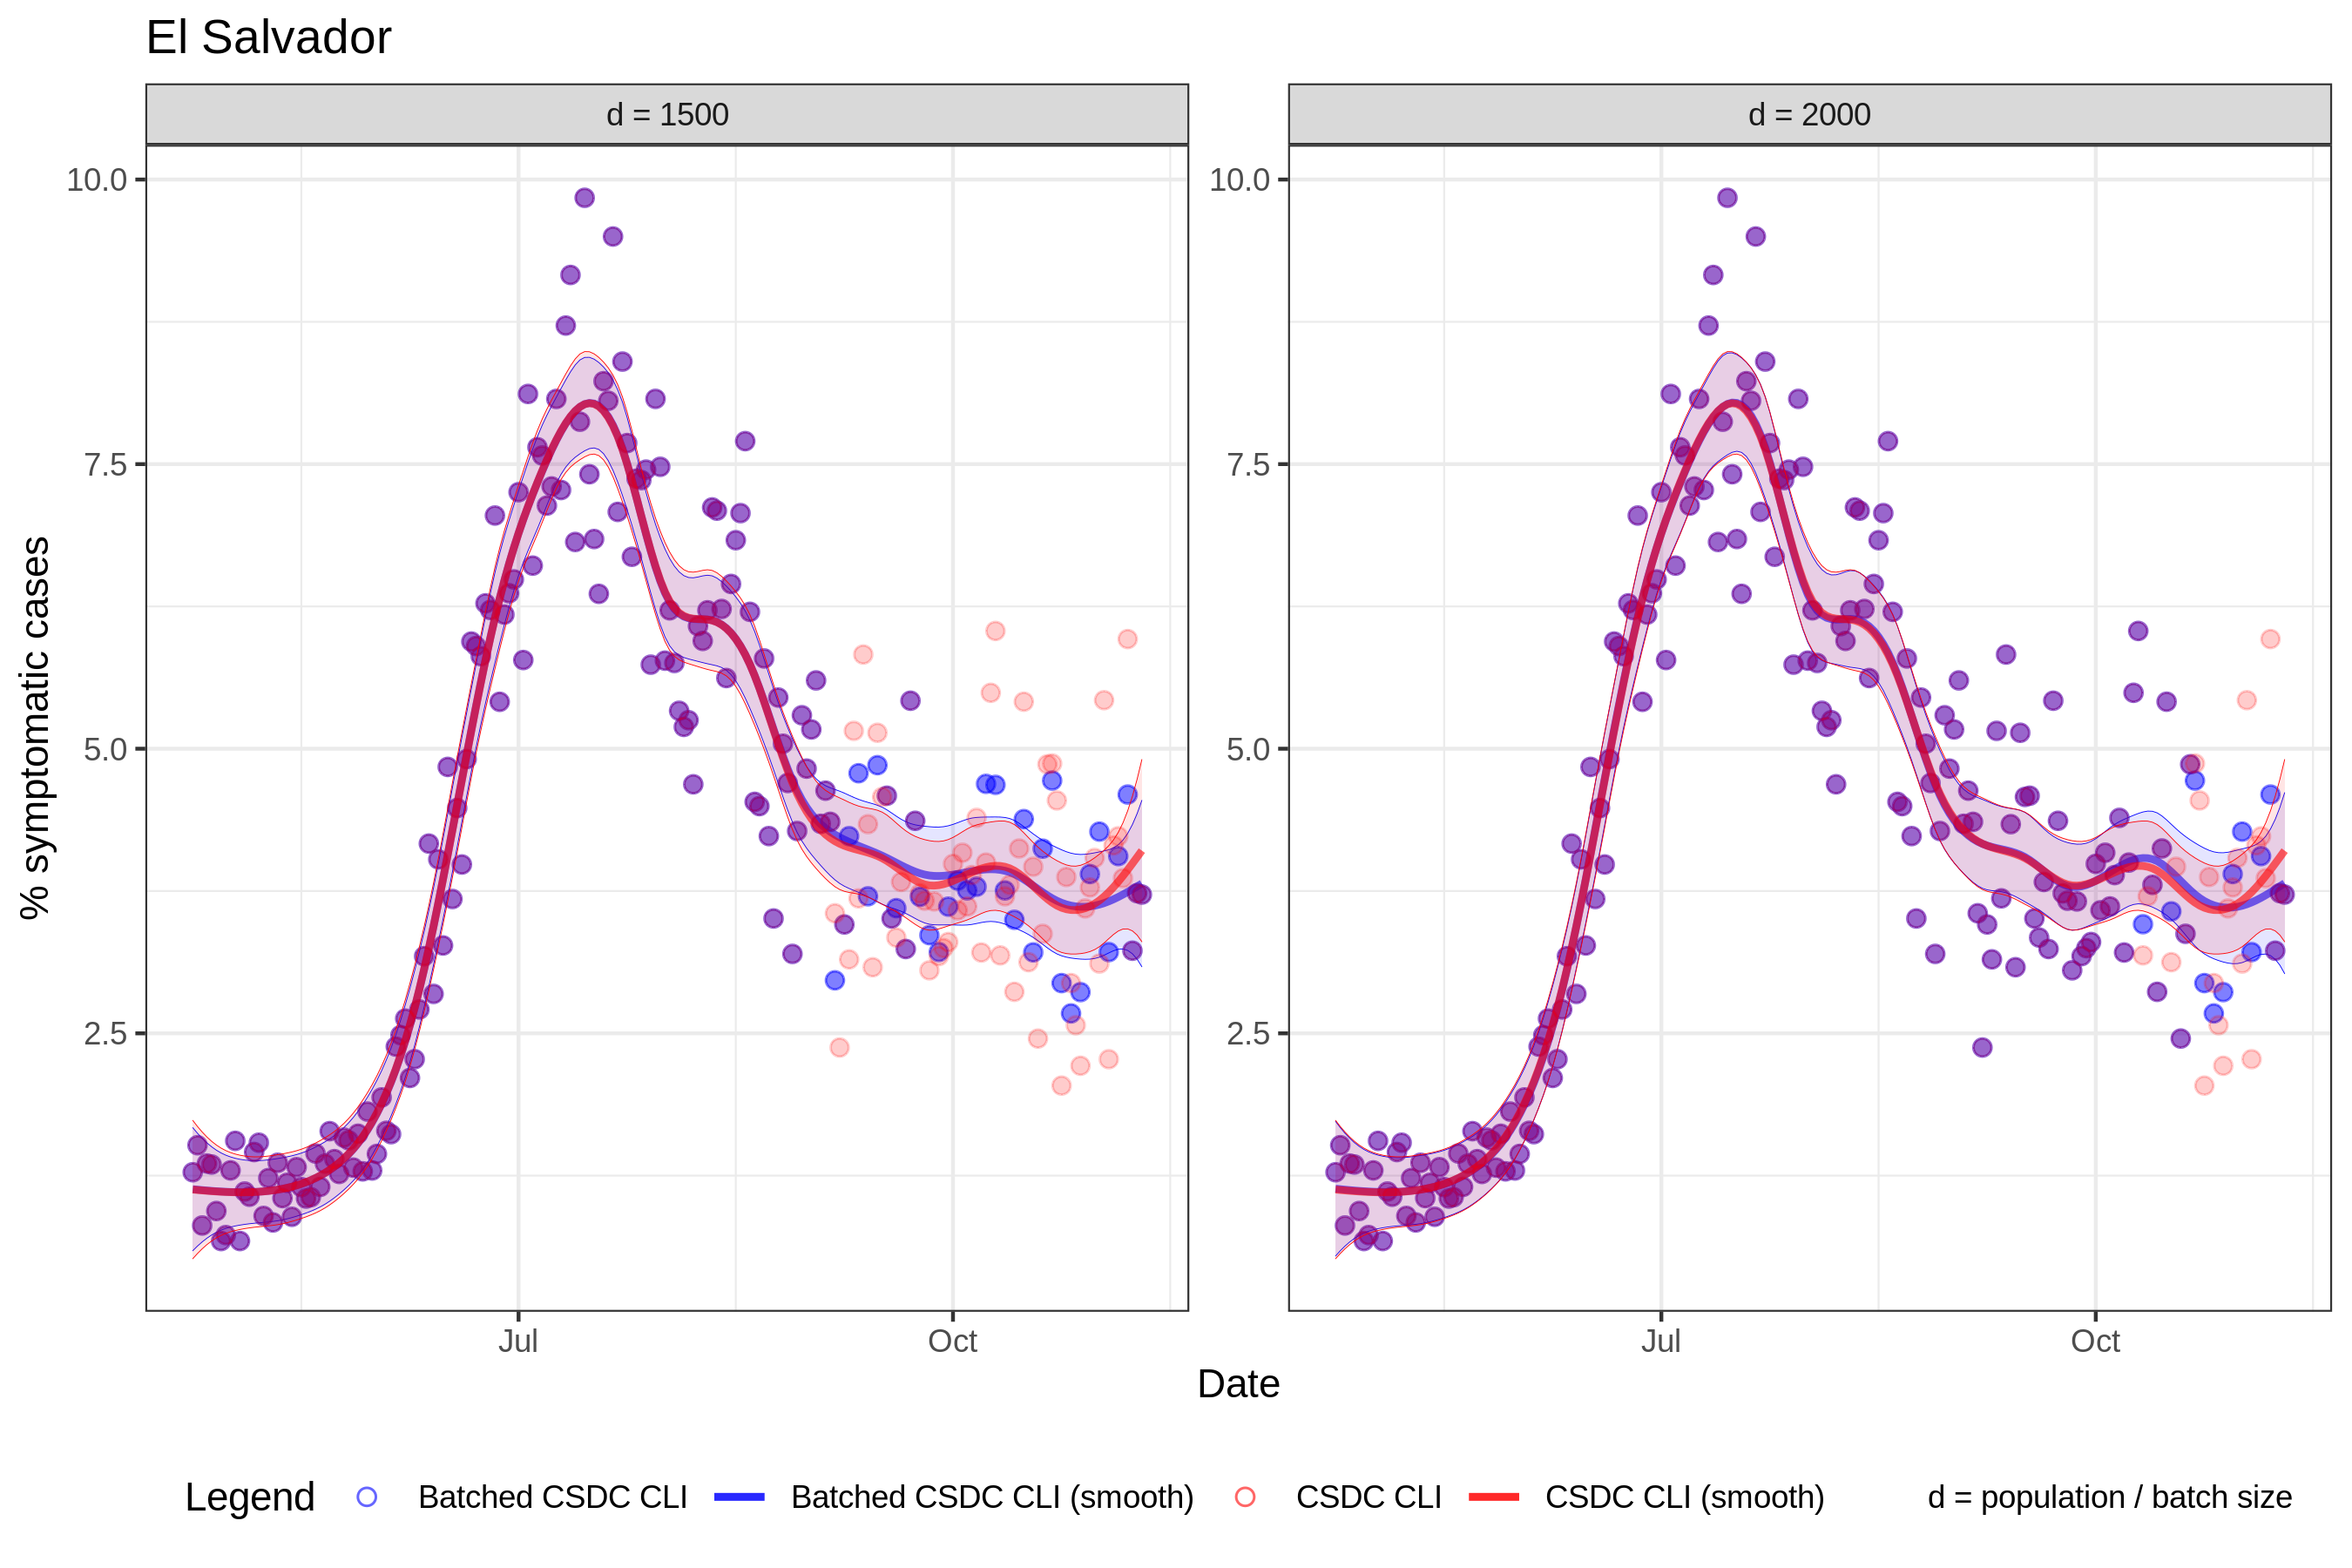 El Salvador
d = 1500
d = 2000
% symptomatic cases
10.0
7.5
5.0
2.5
10.0
7.5
5.0
2.5
Jul
Oct
Jul
Oct
Date
Legend Batched CSDC CLI Batched CSDC CLI (smooth) CSDC CLI CSDC CLI (smooth) d = population / batch size